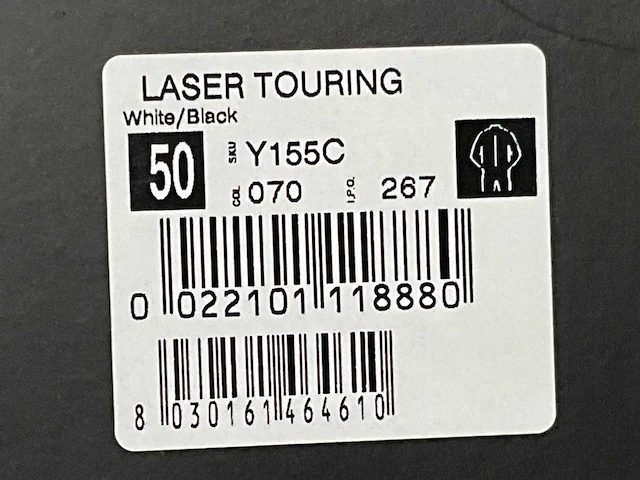 LASER TOURING
White/Black
50 SKU Y155C
COL 070 I.P.O. 267
0 022101 118880
8 030161 464610